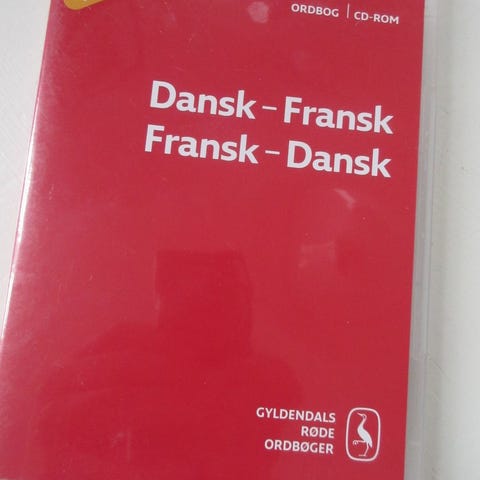 ORDBOG | CD-ROM
Dansk – Fransk
Fransk – Dansk
GYLDENDALS
RØDE
ORDBØGER